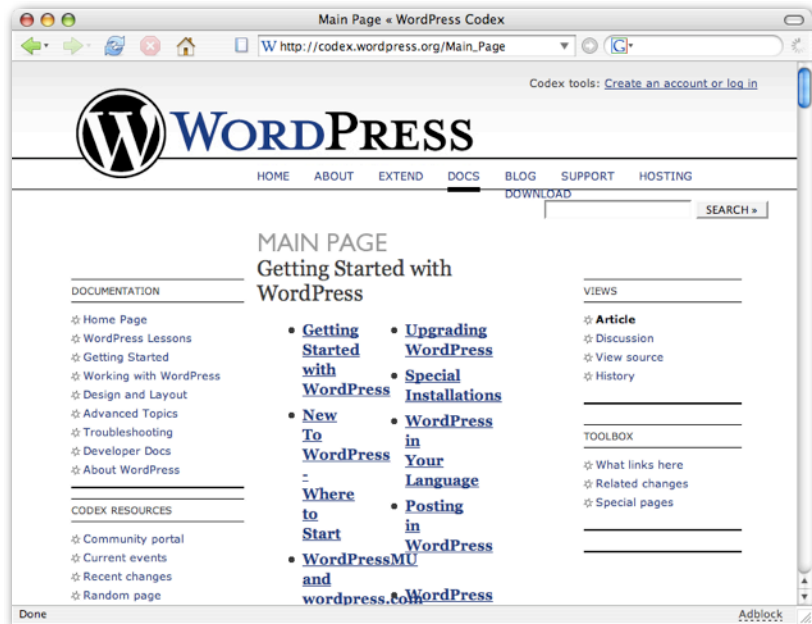 Main Page « WordPress Codex
W http://codex.wordpress.org/Main_Page
G
Codex tools: Create an account or log in
W WORDPRESS
HOME ABOUT EXTEND DOCS BLOG SUPPORT HOSTING
DOWNLOAD
SEARCH »
MAIN PAGE
Getting Started with
WordPress
DOCUMENTATION
Home Page
WordPress Lessons
Getting Started
Working with WordPress
Design and Layout
Advanced Topics
Troubleshooting
Developer Docs
About WordPress
CODEX RESOURCES
Community portal
Current events
Recent changes
Random page
Getting
Started
with
WordPress
New
To
WordPress
-
Where
to
Start
WordPressMU
and
wordpress.com
Upgrading
WordPress
Special
Installations
WordPress
in
Your
Language
Posting
in
WordPress
WordPress
VIEWS
Article
Discussion
View source
History
TOOLBOX
What links here
Related changes
Special pages
Done
Adblock